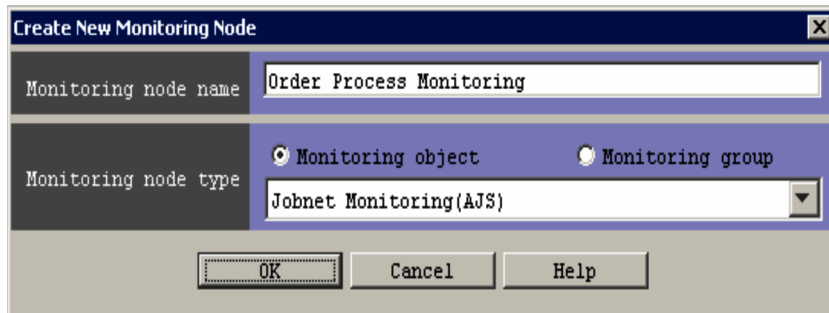 Create New Monitoring Node
Monitoring node name
Order Process Monitoring
Monitoring node type
Monitoring object
Monitoring group
Jobnet Monitoring(AJS)
OK
Cancel
Help